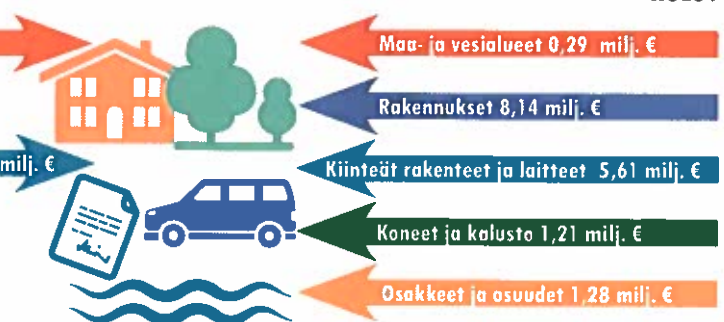 Maa- ja vesialueet 0,29 milj. €
Rakennukset 8,14 milj. €
milj. €
Kiinteät rakenteet ja laitteet 5,61 milj. €
Koneet ja kalusto 1,21 milj. €
Osakkeet ja osuudet 1,28 milj. €